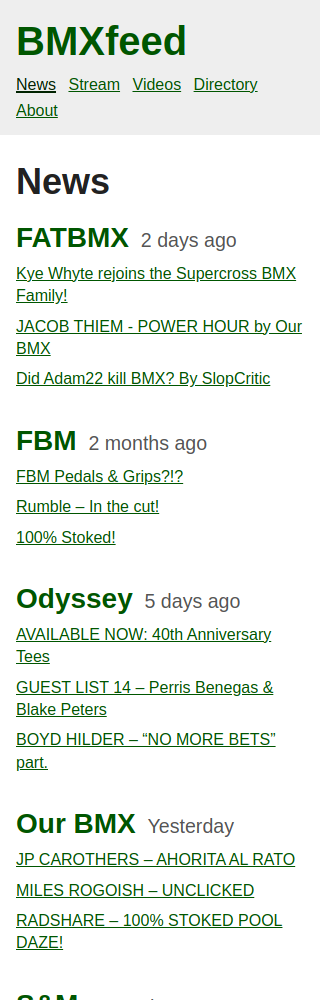 BMXfeed
News Stream Videos Directory
About
News
FATBMX 2 days ago
Kye Whyte rejoins the Supercross BMX
Family!
JACOB THIEM - POWER HOUR by Our
BMX
Did Adam22 kill BMX? By SlopCritic
FBM 2 months ago
FBM Pedals & Grips?!?
Rumble – In the cut!
100% Stoked!
Odyssey 5 days ago
AVAILABLE NOW: 40th Anniversary
Tees
GUEST LIST 14 – Perris Benegas &
Blake Peters
BOYD HILDER – “NO MORE BETS”
part.
Our BMX Yesterday
JP CAROTHERS – AHORITA AL RATO
MILES ROGOISH – UNCLICKED
RADSHARE – 100% STOKED POOL
DAZE!
S&M